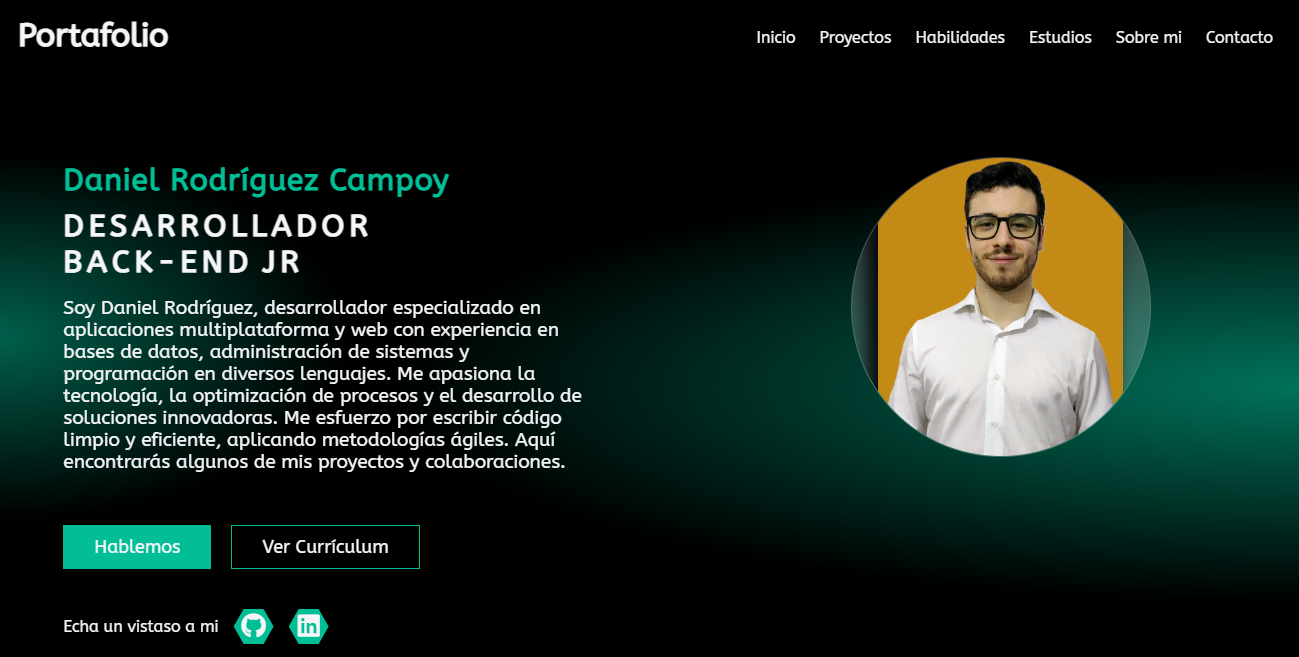 Portafolio
Inicio Proyectos Habilidades Estudios Sobre mi Contacto
Daniel Rodríguez Campoy
DESARROLLADOR
BACK-END JR
Soy Daniel Rodríguez, desarrollador especializado en
aplicaciones multiplataforma y web con experiencia en
bases de datos, administración de sistemas y
programación en diversos lenguajes. Me apasiona la
tecnología, la optimización de procesos y el desarrollo de
soluciones innovadoras. Me esfuerzo por escribir código
limpio y eficiente, aplicando metodologías ágiles. Aquí
encontrarás algunos de mis proyectos y colaboraciones.
Hablemos Ver Currículum
Echa un vistaso a mi in